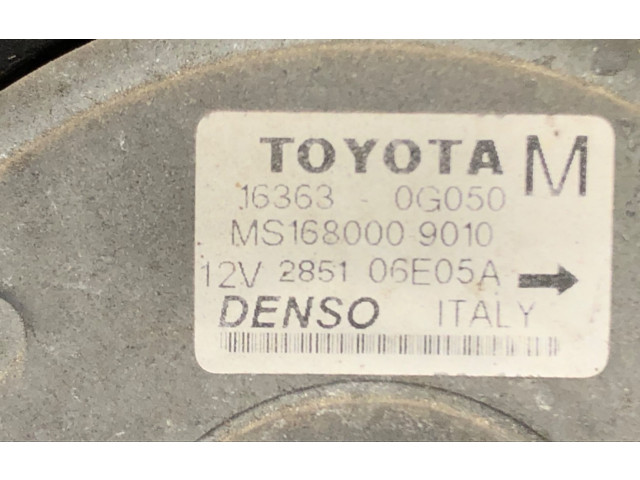 TOYOTA M
16363 - 0G050
MS168000 9010
12V 2851 06E05A
DENSO ITALY